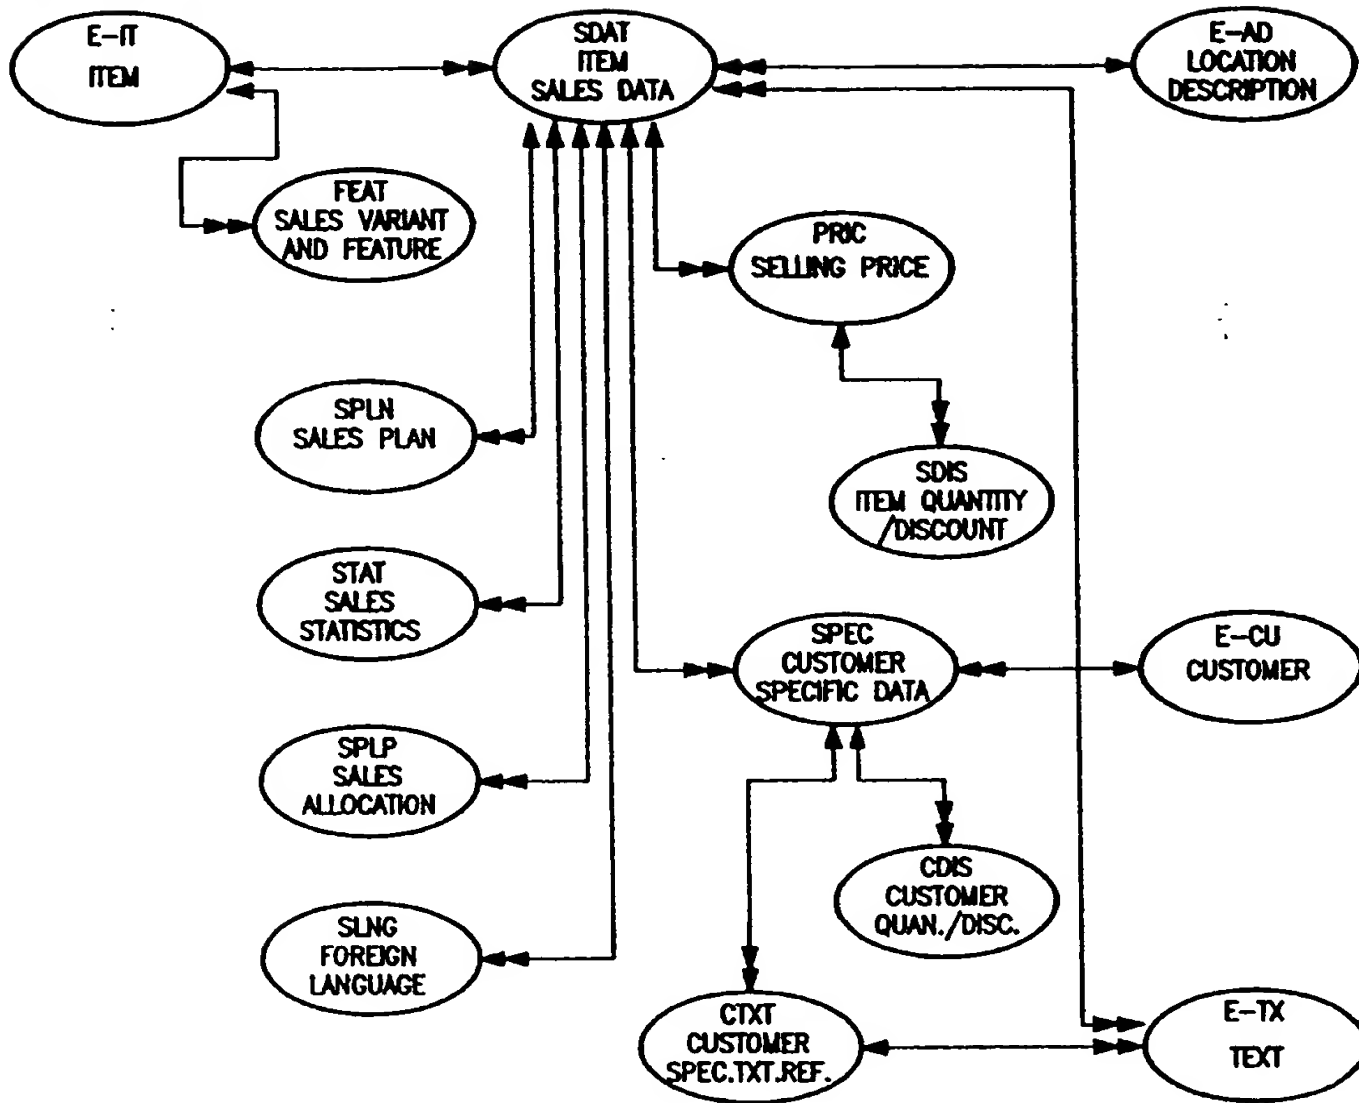 E-IT
ITEM
SDAT
ITEM
SALES DATA
E-AD
LOCATION
DESCRIPTION
FEAT
SALES VARIANT
AND FEATURE
PRIC
SELLING PRICE
SPLN
SALES PLAN
SDIS
ITEM QUANTITY
/DISCOUNT
STAT
SALES
STATISTICS
SPEC
CUSTOMER
SPECIFIC DATA
E-CU
CUSTOMER
SPLP
SALES
ALLOCATION
CDIS
CUSTOMER
QUAN./DISC.
SLNG
FOREIGN
LANGUAGE
CTXT
CUSTOMER
SPEC.TXT.REF.
E-TX
TEXT